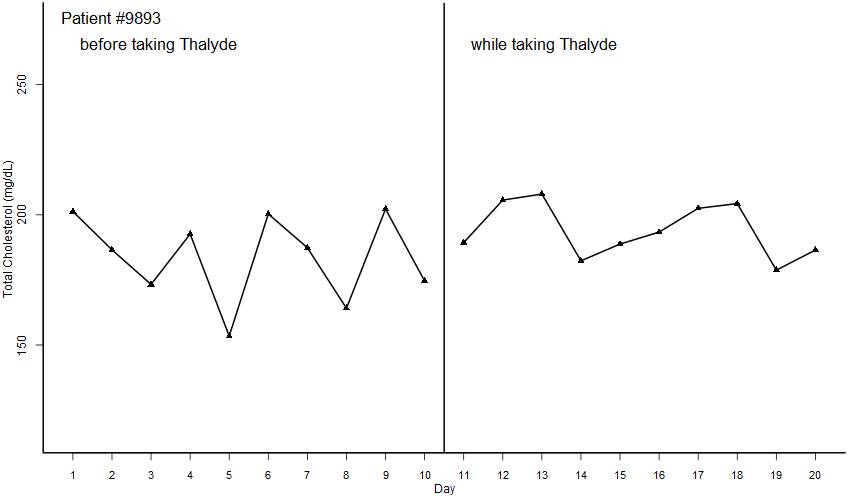 Patient #9893
before taking Thalyde
while taking Thalyde
Total Cholesterol (mg/dL)
250
200
150
1 2 3 4 5 6 7 8 9 10 11 12 13 14 15 16 17 18 19 20
Day